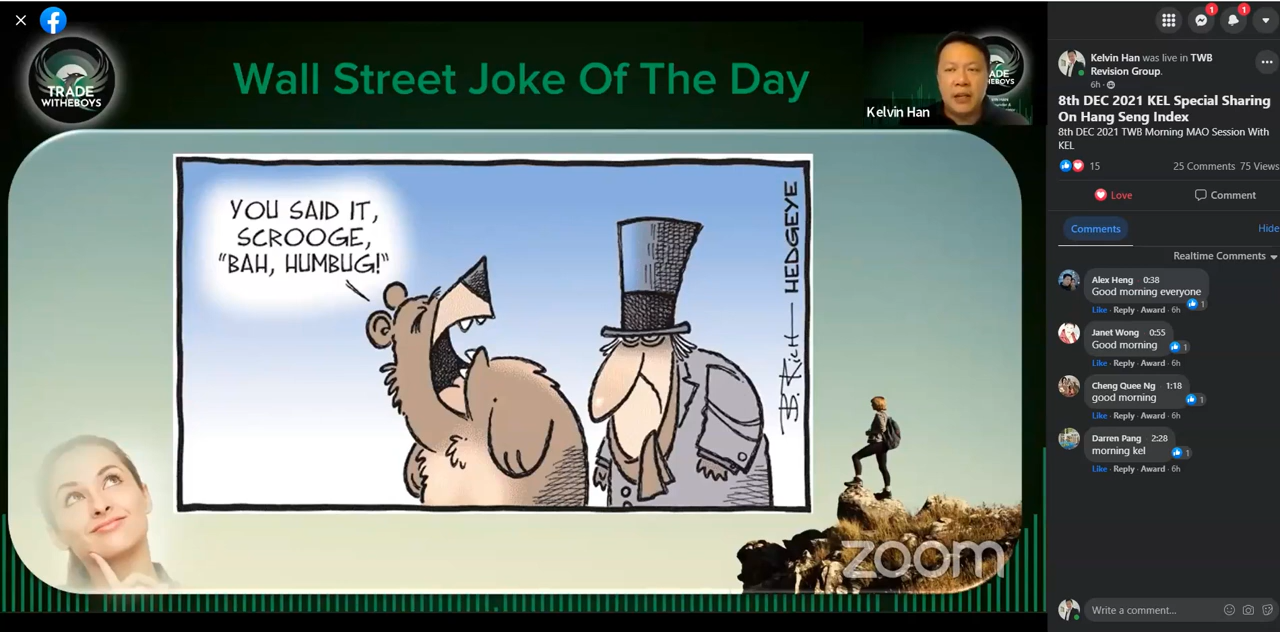 TRADE
WITHEBOYS
Wall Street Joke Of The Day
Kelvin Han
YOU SAID IT,
SCROOGE,
"BAH, HUMBUG!"
B. Rich — HEDGEYE
zoom
1
1
Kelvin Han was live in TWB
Revision Group.
6h ·
8th DEC 2021 KEL Special Sharing
On Hang Seng Index
8th DEC 2021 TWB Morning MAO Session With
KEL
15
25 Comments 75 Views
Love
Comment
Comments
Hide
Realtime Comments
Alex Heng 0:38
Good morning everyone
1
Like · Reply · Award · 6h
Janet Wong 0:55
Good morning
1
Like · Reply · Award · 6h
Cheng Quee Ng 1:18
good morning
1
Like · Reply · Award · 6h
Darren Pang 2:28
morning kel
1
Like · Reply · Award · 6h
Write a comment...